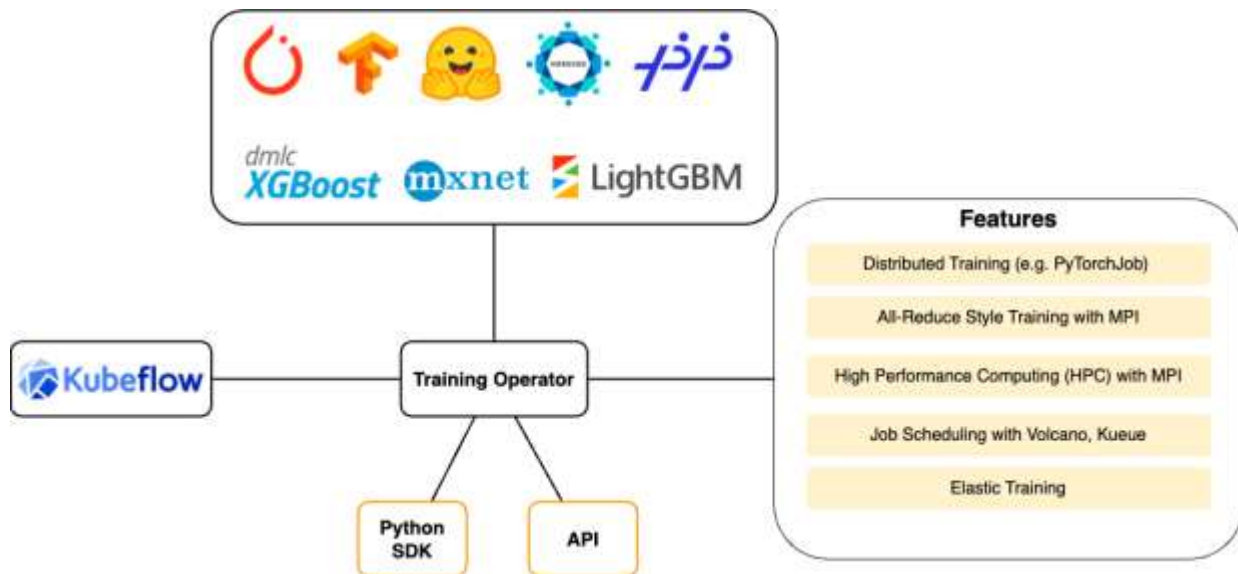 dmlc
XGBoost
mxnet
LightGBM
Features
Distributed Training (e.g. PyTorchJob)
All-Reduce Style Training with MPI
Kubeflow
Training Operator
High Performance Computing (HPC) with MPI
Job Scheduling with Volcano, Kueue
Elastic Training
Python
SDK
API